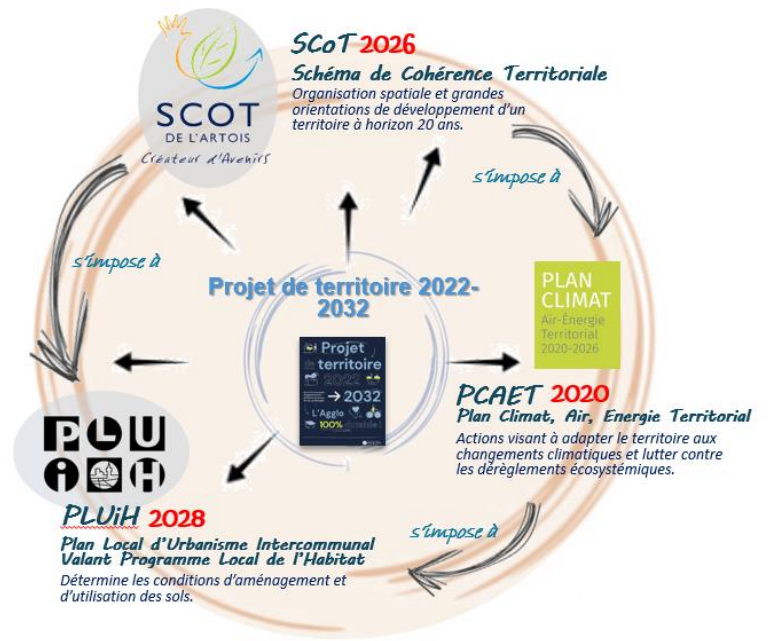 SCoT 2026
Schéma de Cohérence Territoriale
Organisation spatiale et grandes
orientations de développement d'un
territoire à horizon 20 ans.
SCOT
DE L'ARTOIS
Créateur d'Avenirs
s'impose à
s'impose à
Projet de territoire 2022-
2032
Projet
territoire
2022
→ 2032
L'Agglo
100% durable !
PLAN
CLIMAT
Air-Énergie
Territorial
2020-2026
PCAET 2020
Plan Climat, Air, Energie Territorial
Actions visant à adapter le territoire aux
changements climatiques et lutter contre
les dérèglements écosystémiques.
PLU
iH
PLUiH 2028
Plan Local d'Urbanisme Intercommunal
Valant Programme Local de l'Habitat
Détermine les conditions d'aménagement et
d'utilisation des sols.
s'impose à